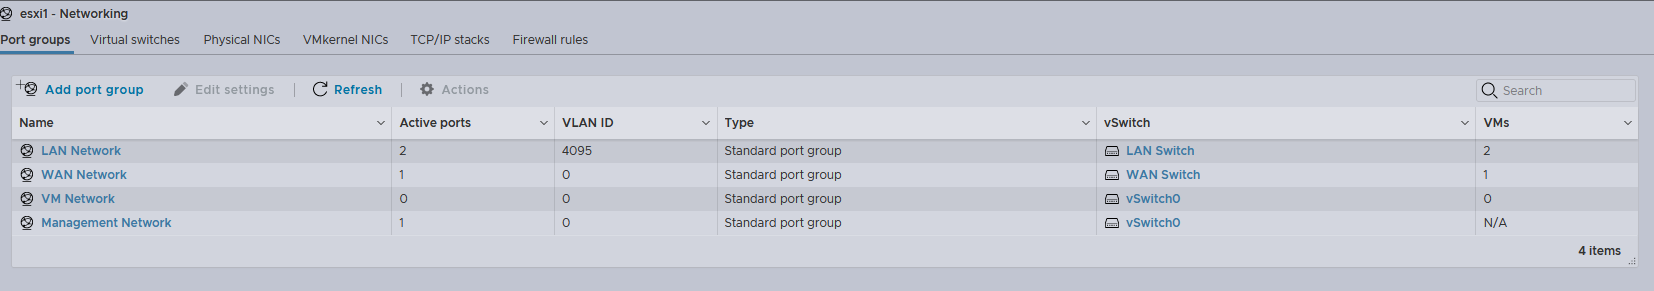 esxi1 - Networking
Port groups Virtual switches Physical NICs VMkernel NICs TCP/IP stacks Firewall rules
Add port group Edit settings Refresh Actions Search
Name Active ports VLAN ID Type vSwitch VMs
LAN Network 2 4095 Standard port group LAN Switch 2
WAN Network 1 0 Standard port group WAN Switch 1
VM Network 0 0 Standard port group vSwitch0 0
Management Network 1 0 Standard port group vSwitch0 N/A
4 items